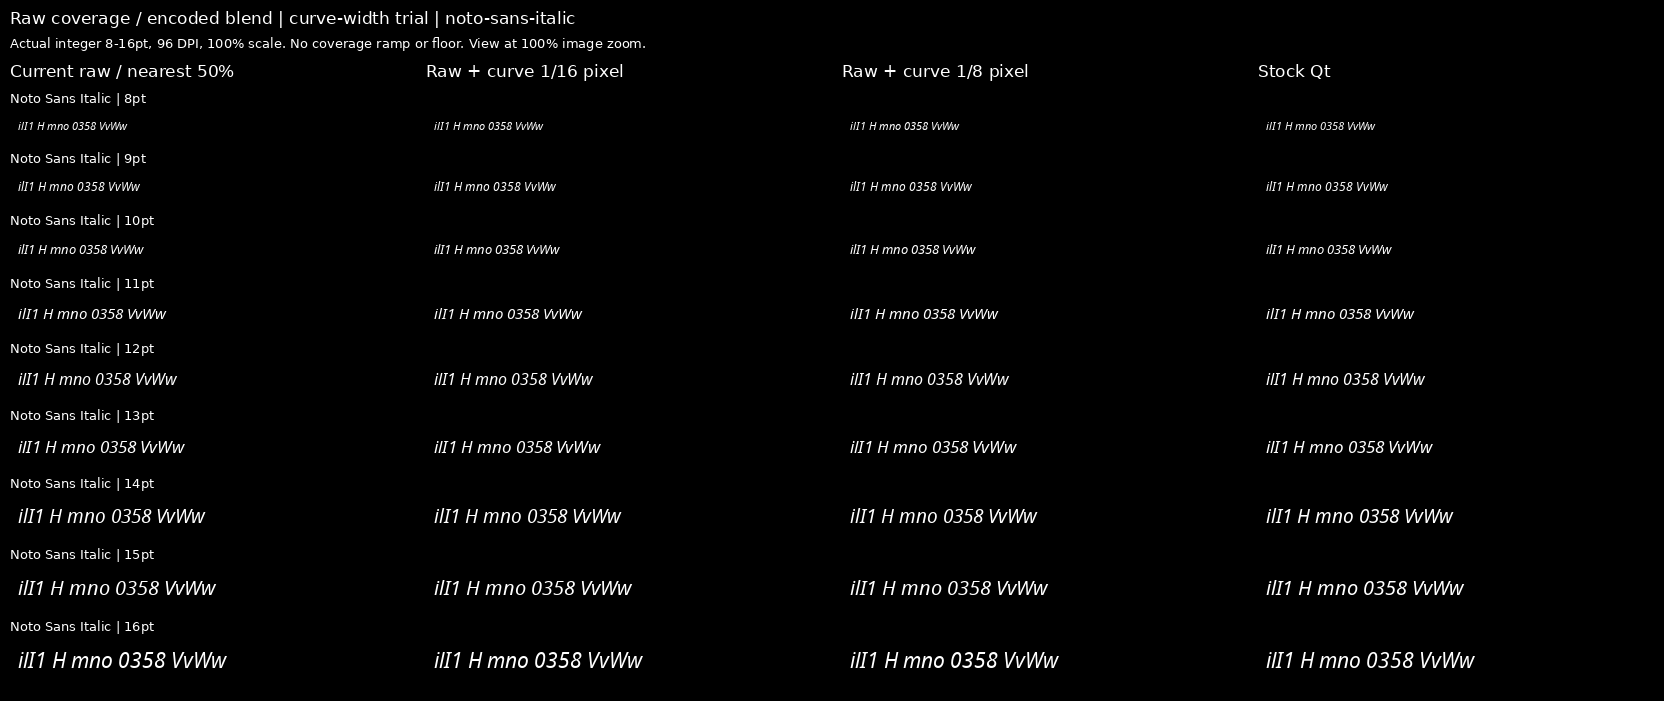 Raw coverage / encoded blend | curve-width trial | noto-sans-italic
Actual integer 8-16pt, 96 DPI, 100% scale. No coverage ramp or floor. View at 100% image zoom.
Current raw / nearest 50% Raw + curve 1/16 pixel Raw + curve 1/8 pixel Stock Qt
Noto Sans Italic | 8pt
ilI1 H mno 0358 VvWw ilI1 H mno 0358 VvWw ilI1 H mno 0358 VvWw ilI1 H mno 0358 VvWw
Noto Sans Italic | 9pt
ilI1 H mno 0358 VvWw ilI1 H mno 0358 VvWw ilI1 H mno 0358 VvWw ilI1 H mno 0358 VvWw
Noto Sans Italic | 10pt
ilI1 H mno 0358 VvWw ilI1 H mno 0358 VvWw ilI1 H mno 0358 VvWw ilI1 H mno 0358 VvWw
Noto Sans Italic | 11pt
ilI1 H mno 0358 VvWw ilI1 H mno 0358 VvWw ilI1 H mno 0358 VvWw ilI1 H mno 0358 VvWw
Noto Sans Italic | 12pt
ilI1 H mno 0358 VvWw ilI1 H mno 0358 VvWw ilI1 H mno 0358 VvWw ilI1 H mno 0358 VvWw
Noto Sans Italic | 13pt
ilI1 H mno 0358 VvWw ilI1 H mno 0358 VvWw ilI1 H mno 0358 VvWw ilI1 H mno 0358 VvWw
Noto Sans Italic | 14pt
ilI1 H mno 0358 VvWw ilI1 H mno 0358 VvWw ilI1 H mno 0358 VvWw ilI1 H mno 0358 VvWw
Noto Sans Italic | 15pt
ilI1 H mno 0358 VvWw ilI1 H mno 0358 VvWw ilI1 H mno 0358 VvWw ilI1 H mno 0358 VvWw
Noto Sans Italic | 16pt
ilI1 H mno 0358 VvWw ilI1 H mno 0358 VvWw ilI1 H mno 0358 VvWw ilI1 H mno 0358 VvWw